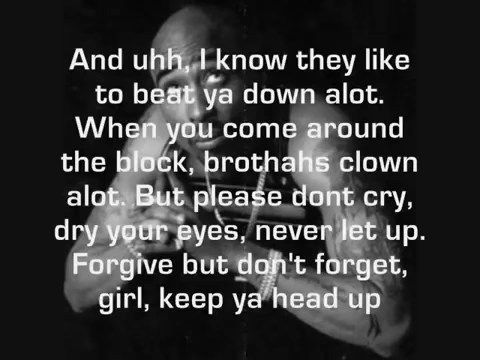 And uhh, I know they like
to beat ya down alot.
When you come around
the block, brothahs clown
alot. But please dont cry,
dry your eyes, never let up.
Forgive but don't forget,
girl, keep ya head up